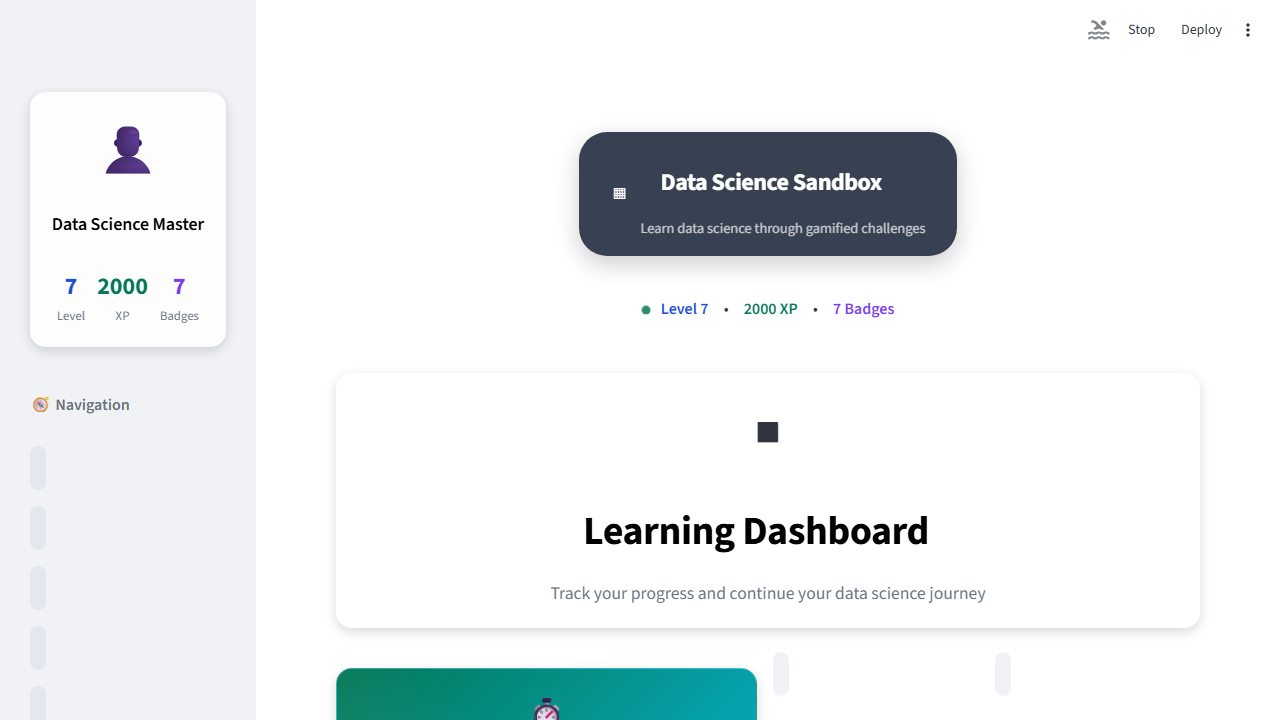 Stop Deploy
Data Science Master
7 2000 7
Level XP Badges
🧭 Navigation
Data Science Sandbox
Learn data science through gamified challenges
Level 7 • 2000 XP • 7 Badges
Learning Dashboard
Track your progress and continue your data science journey